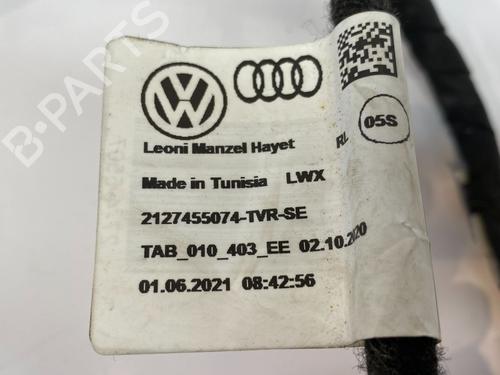 B-PARTS
RL
05S
Leoni Manzel Hayet
Made in Tunisia LWX
2127455074-TVR-SE
TAB_010_403_EE 02.10.2020
01.06.2021 08:42:56